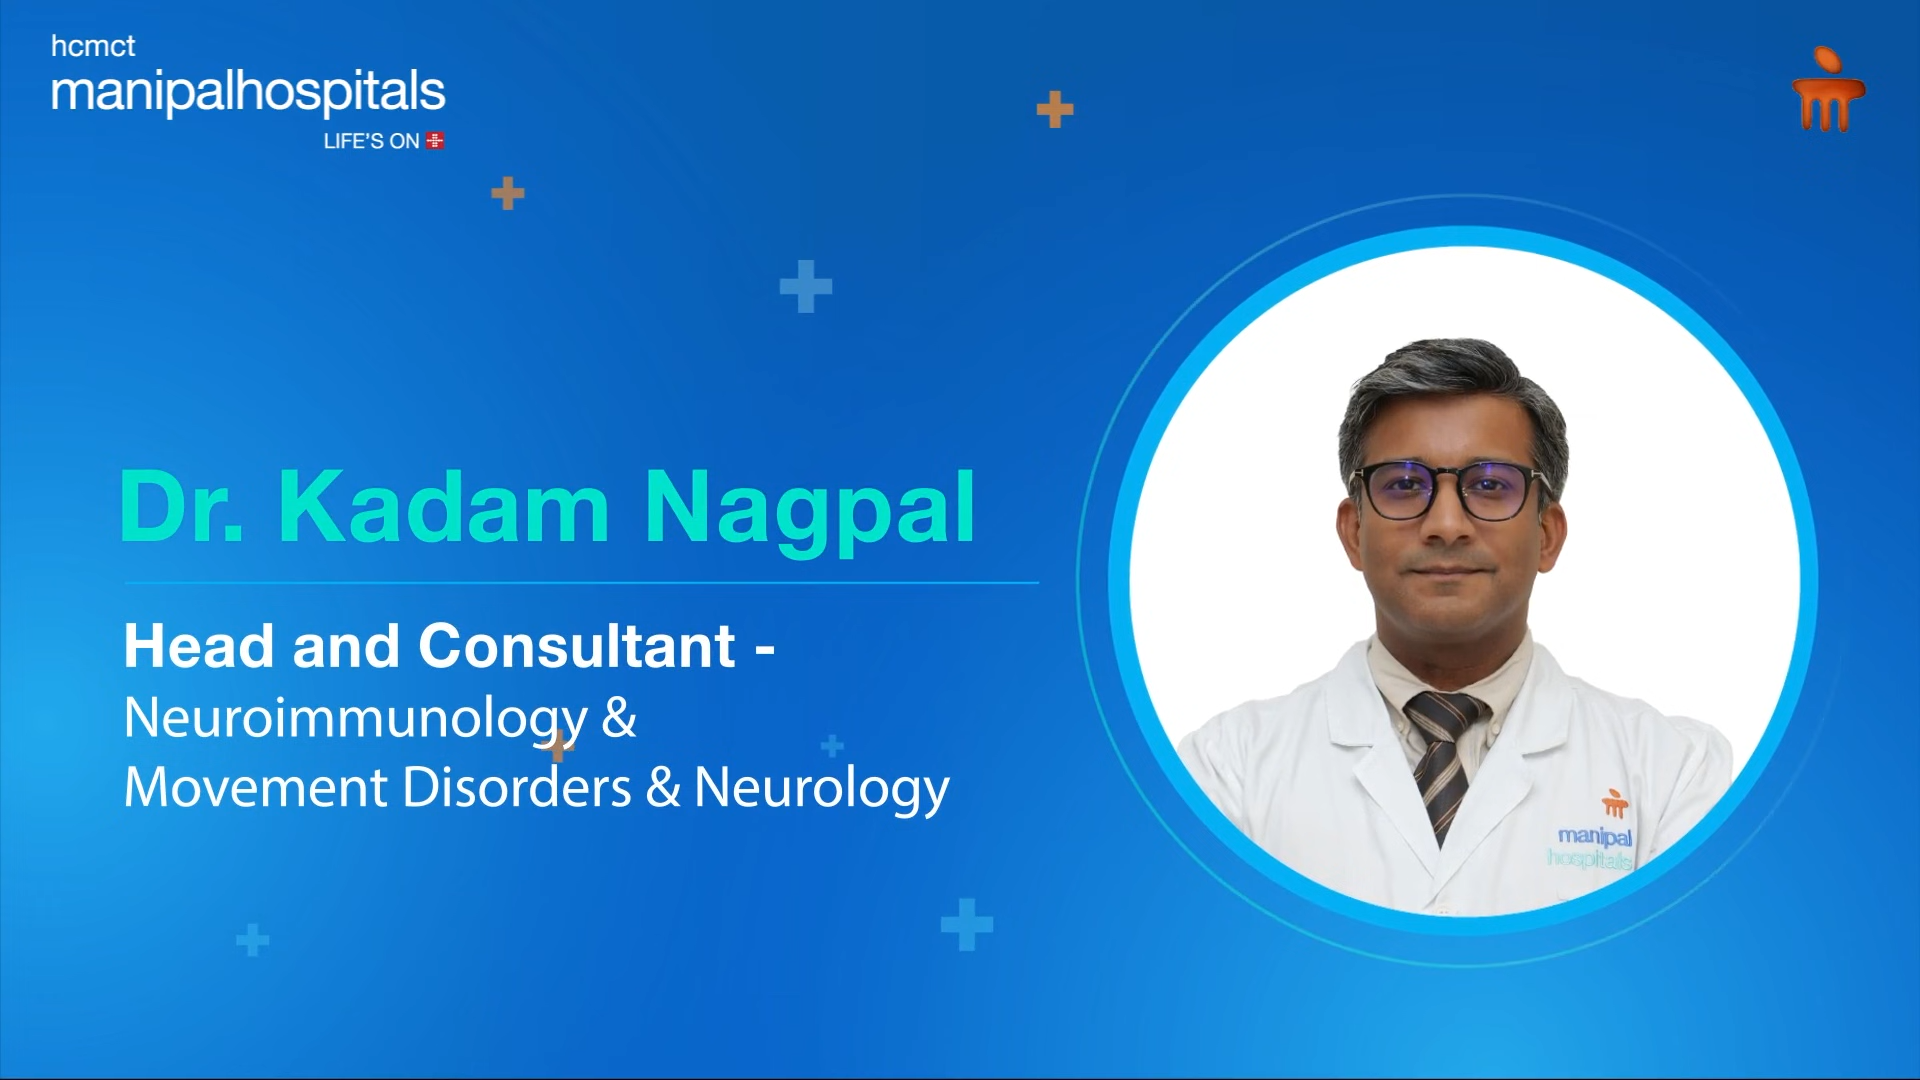 hcmct
manipalhospitals
LIFE'S ON
Dr. Kadam Nagpal
Head and Consultant -
Neuroimmunology &
Movement Disorders & Neurology
manipal
hospitals